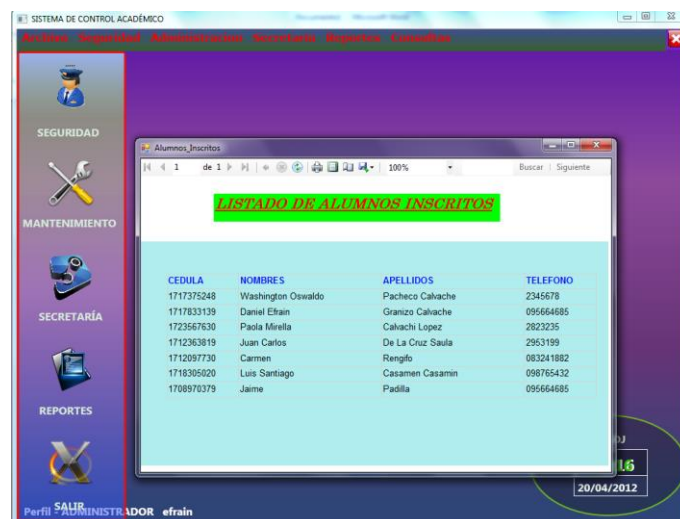 SISTEMA DE CONTROL ACADÉMICO
Archivo Seguridad Administracion Secretaria Reportes Consultas
SEGURIDAD
MANTENIMIENTO
SECRETARÍA
REPORTES
SALIR
Alumnos_Inscritos
1 de 1 100% Buscar | Siguiente
LISTADO DE ALUMNOS INSCRITOS
CEDULA NOMBRES APELLIDOS TELEFONO
1717375248 Washington Oswaldo Pacheco Calvache 2345678
1717833139 Daniel Efrain Granizo Calvache 095664685
1723567630 Paola Mirella Calvachi Lopez 2823235
1712363819 Juan Carlos De La Cruz Saula 2953199
1712097730 Carmen Rengifo 083241882
1718305020 Luis Santiago Casamen Casamin 098765432
1708970379 Jaime Padilla 095664685
OJ
16
20/04/2012
Perfil - ADMINISTRADOR efrain